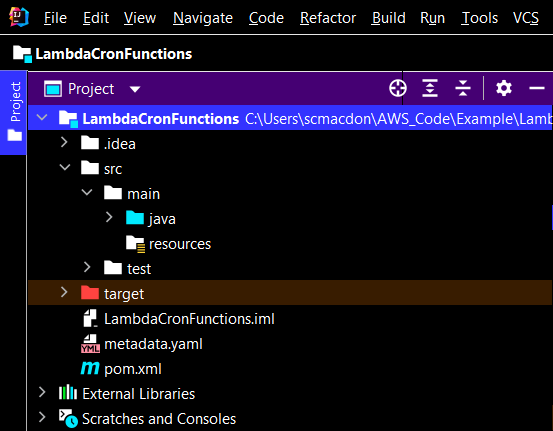 File Edit View Navigate Code Refactor Build Run Tools VCS
LambdaCronFunctions
Project
Project
LambdaCronFunctions C:\Users\scmacdon\AWS_Code\Example\Lamb
.idea
src
main
java
resources
test
target
LambdaCronFunctions.iml
YML metadata.yaml
m pom.xml
External Libraries
Scratches and Consoles